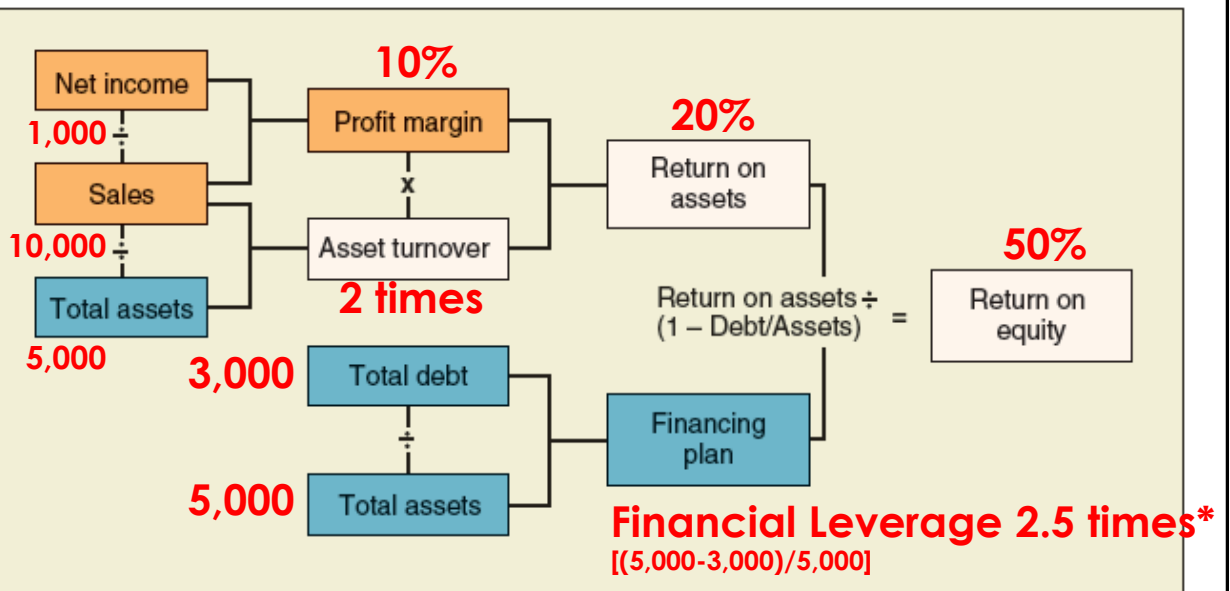 Net income
1,000 ÷
Sales
10,000 ÷
Total assets
5,000
10%
Profit margin
x
Asset turnover
2 times
3,000
Total debt
÷
5,000
Total assets
20%
Return on
assets
Return on assets ÷
(1 – Debt/Assets)
=
50%
Return on
equity
Financing
plan
Financial Leverage 2.5 times*
[(5,000-3,000)/5,000]